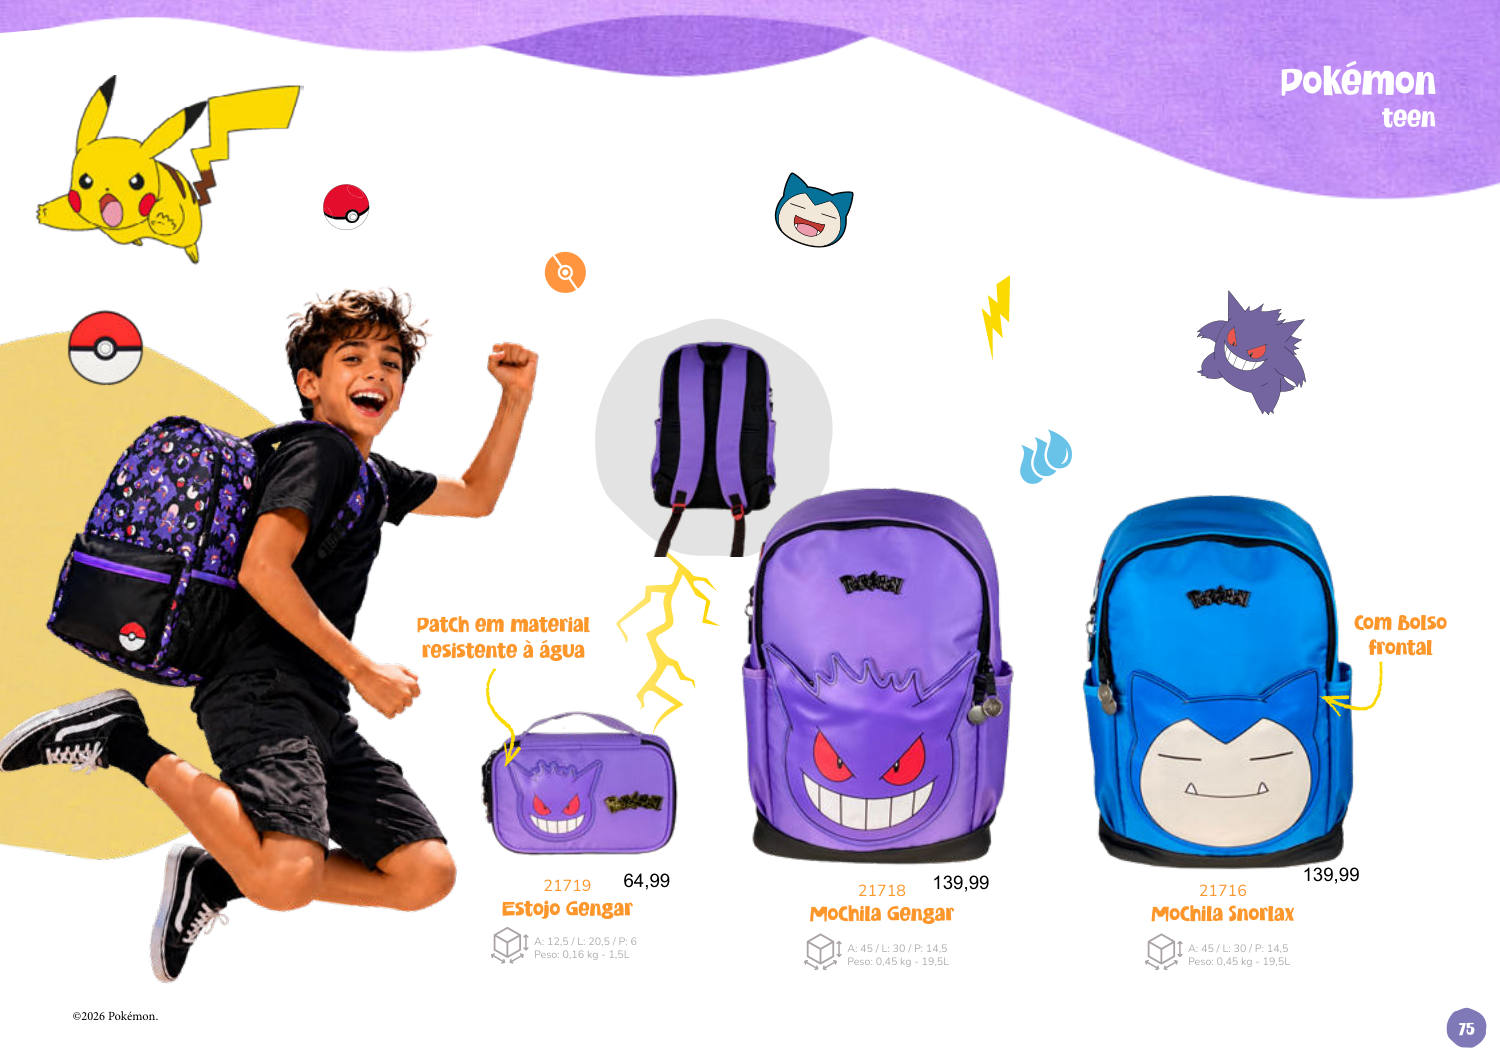 Pokémon
teen
Patch em material
resistente à água
Com Bolso
frontal
Pokémon
Pokémon
Pokémon
21719
64,99
Estojo Gengar
A: 12,5 / L: 20,5 / P: 6
Peso: 0,16 kg - 1,5L
21718
139,99
Mochila Gengar
A: 45 / L: 30 / P: 14,5
Peso: 0,45 kg - 19,5L
21716
139,99
Mochila Snorlax
A: 45 / L: 30 / P: 14,5
Peso: 0,45 kg - 19,5L
©2026 Pokémon.
75